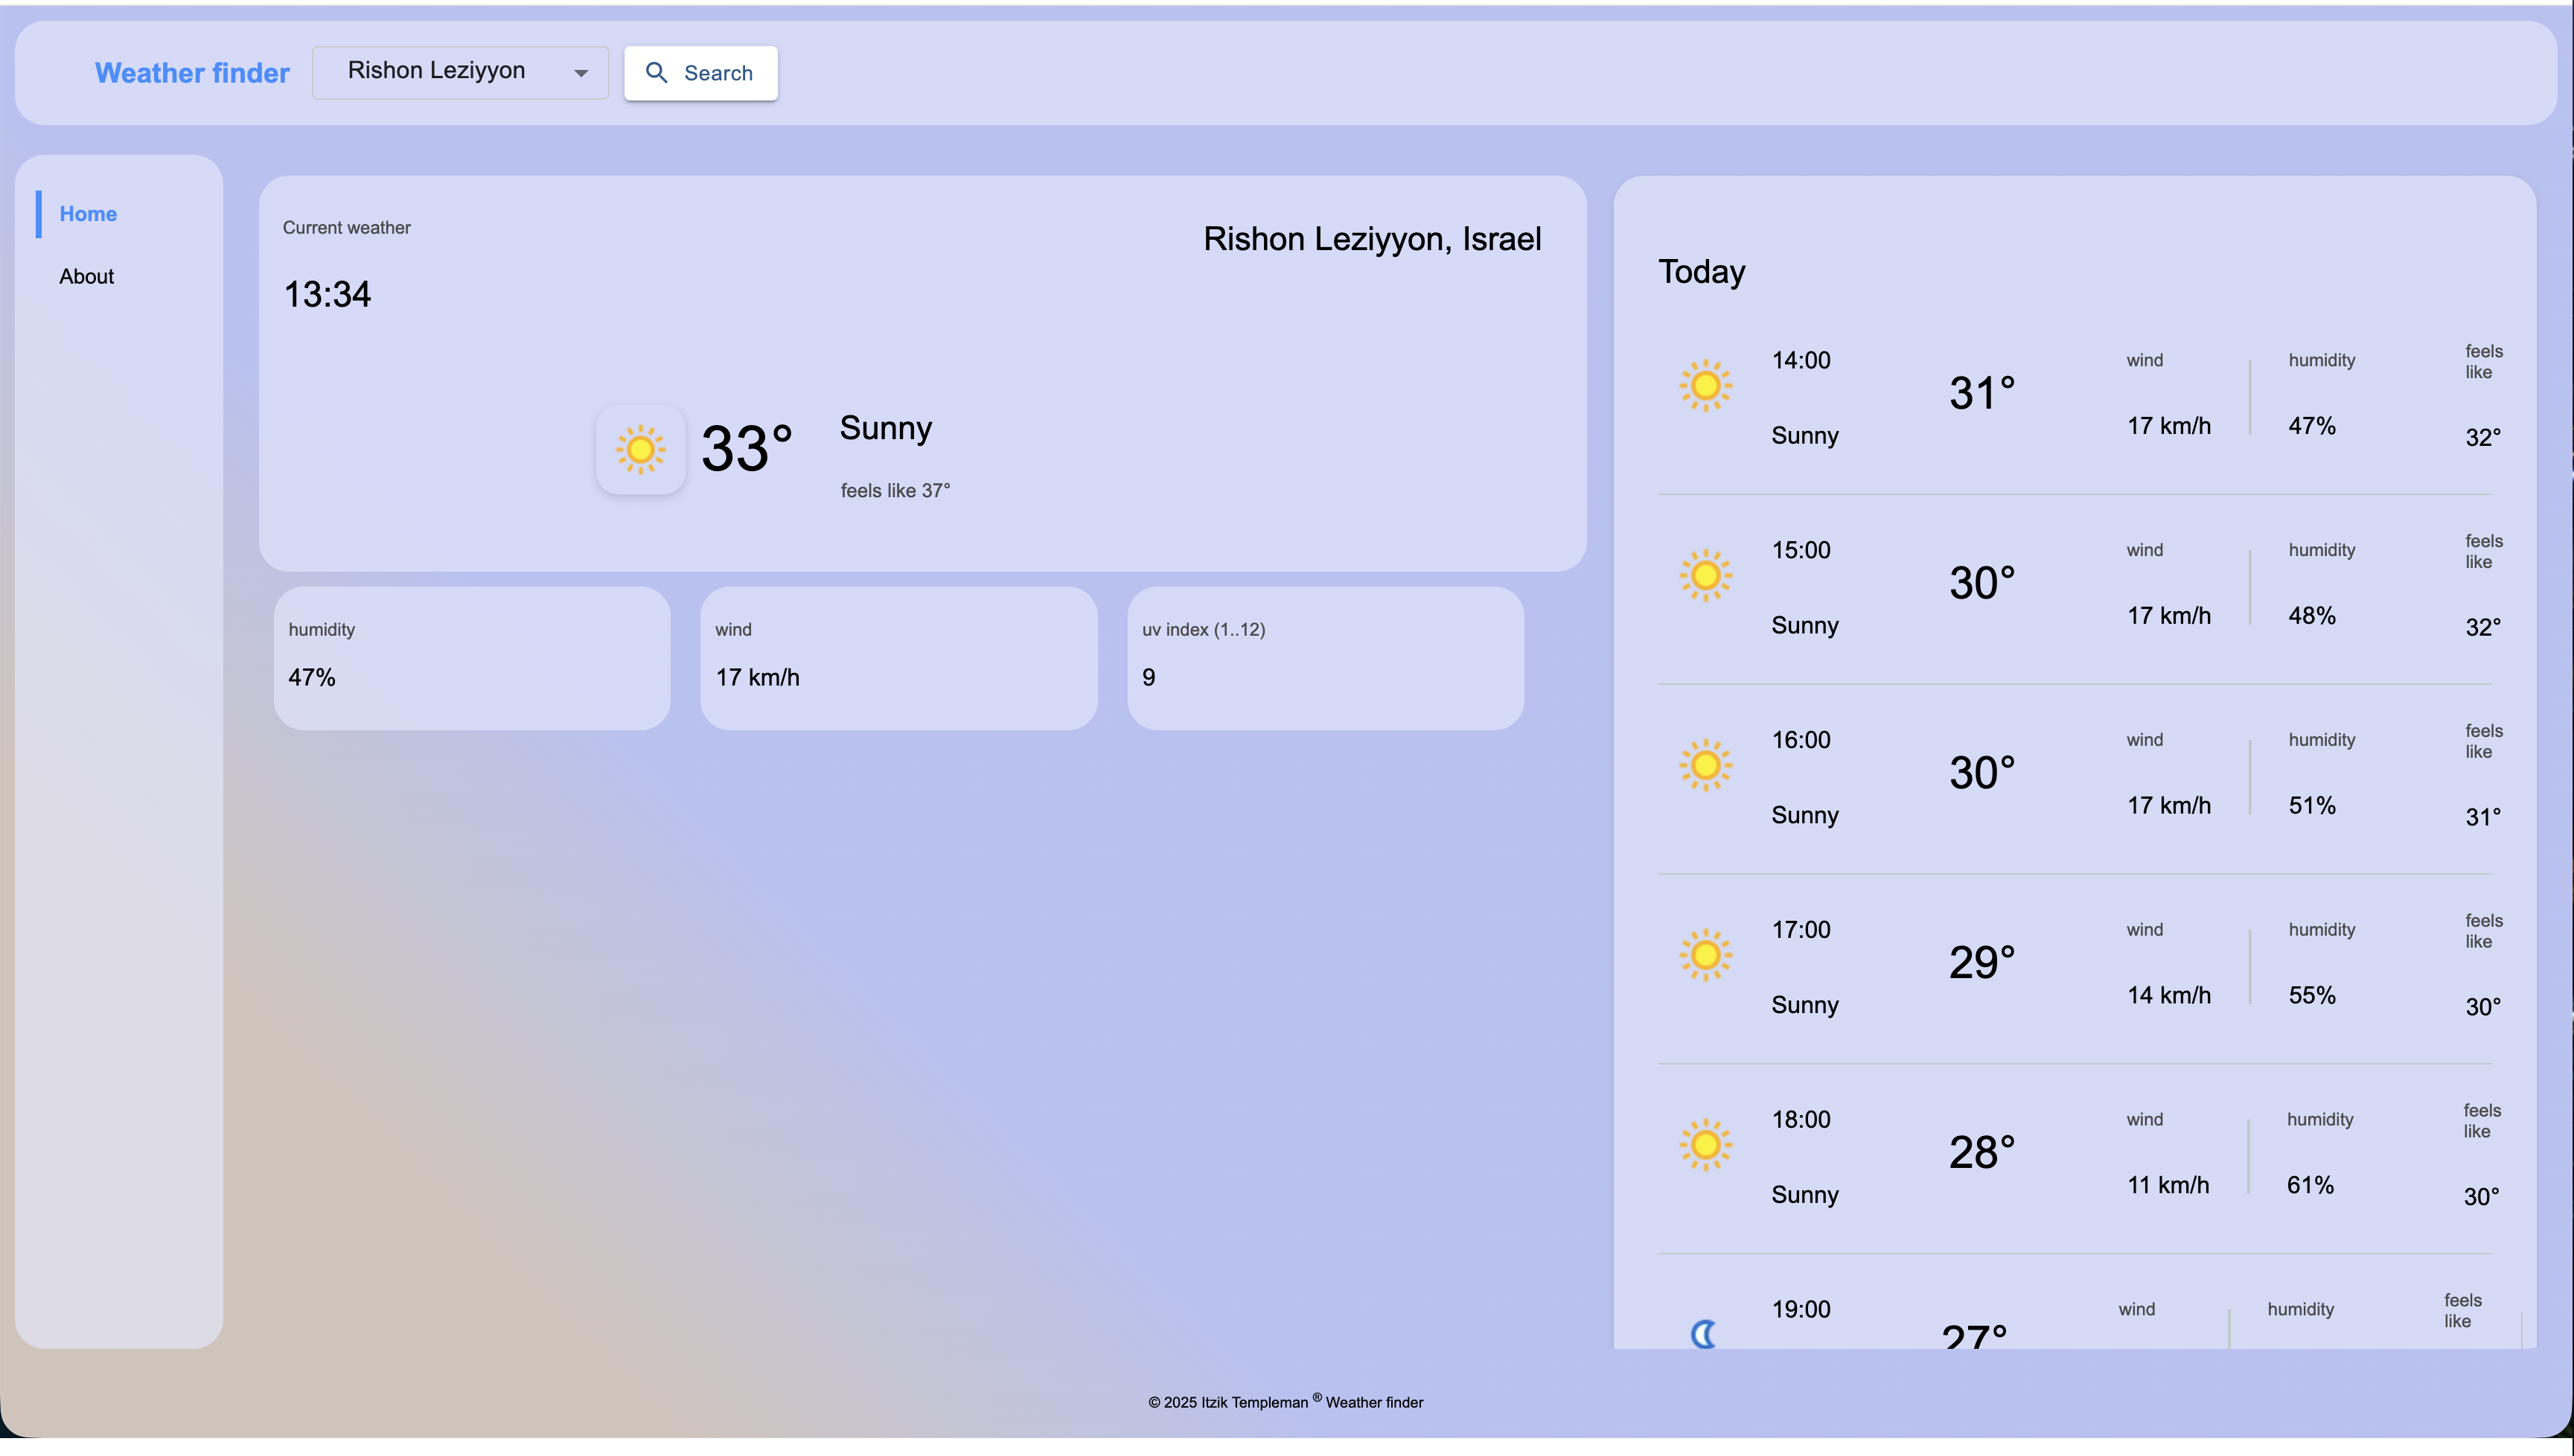 Weather finder
Rishon Leziyyon
Search
Home
About
Current weather
13:34
Rishon Leziyyon, Israel
33°
Sunny
feels like 37°
humidity
47%
wind
17 km/h
uv index (1..12)
9
Today
14:00
Sunny
31°
wind
17 km/h
humidity
47%
feels
like
32°
15:00
Sunny
30°
wind
17 km/h
humidity
48%
feels
like
32°
16:00
Sunny
30°
wind
17 km/h
humidity
51%
feels
like
31°
17:00
Sunny
29°
wind
14 km/h
humidity
55%
feels
like
30°
18:00
Sunny
28°
wind
11 km/h
humidity
61%
feels
like
30°
19:00
27°
wind
humidity
feels
like
© 2025 Itzik Templeman ® Weather finder